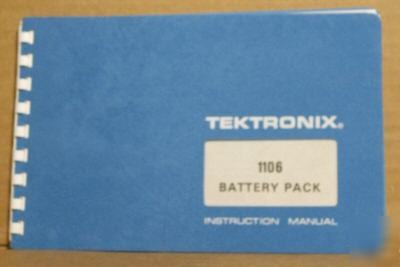 TEKTRONIX®
1106
BATTERY PACK
INSTRUCTION MANUAL